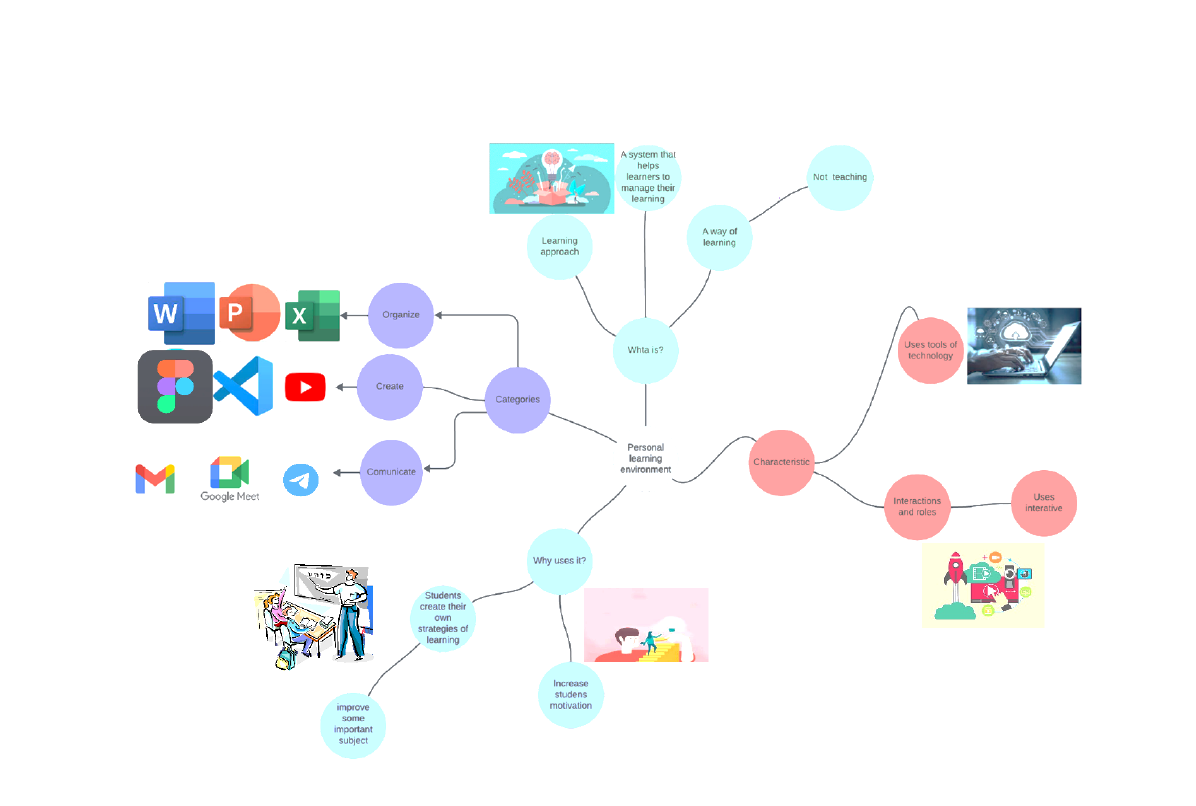 A system that
helps
learners to
manage their
learning
Not  teaching
Learning
approach
A way of
learning
W
P
X
Organize
Whta is?
Uses tools of
technology
Create
Categories
Comunicate
Google Meet
Personal
learning
environment
Characteristic
Interactions
and roles
Uses
interative
Why uses it?
Students
create their
own
strategies of
learning
Increase
studens
motivation
improve
some
important
subject